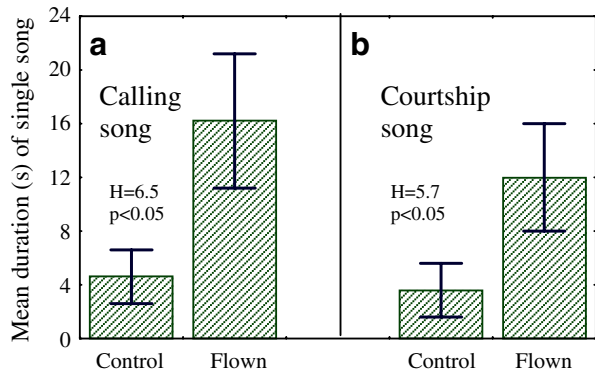 Mean duration (s) of single song
24
20
16
12
8
4
0
a
Calling
song
H=6.5
p<0.05
Control Flown
b
Courtship
song
H=5.7
p<0.05
Control Flown